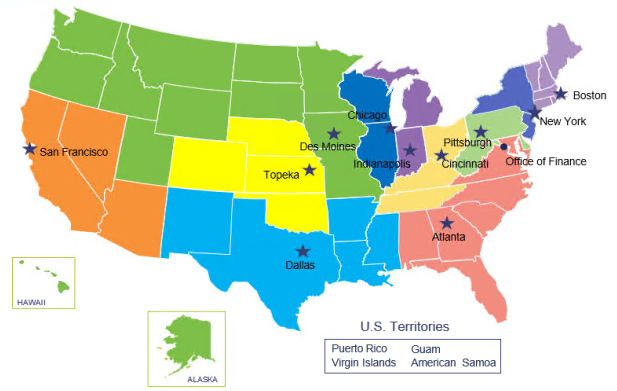 Boston
Chicago
New York
Des Moines
Pittsburgh
San Francisco
Indianapolis
Cincinnati
Office of Finance
Topeka
Atlanta
Dallas
HAWAII
ALASKA
U.S. Territories
Puerto Rico Guam
Virgin Islands American Samoa